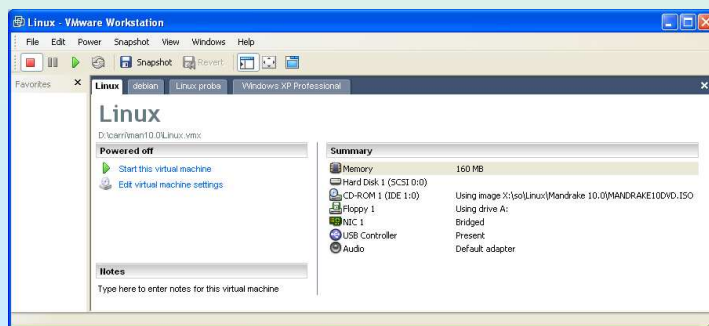 Linux - VMware Workstation
File Edit Power Snapshot View Windows Help
Snapshot Revert
Favorites × Linux debian Linux proba Windows XP Professional ×
Linux
D:\carri\man10.0\Linux.vmx
Powered off
Start this virtual machine
Edit virtual machine settings
Notes
Type here to enter notes for this virtual machine
Summary
Memory 160 MB
Hard Disk 1 (SCSI 0:0)
CD-ROM 1 (IDE 1:0) Using image X:\so\Linux\Mandrake 10.0\MANDRAKE10DVD.ISO
Floppy 1 Using drive A:
NIC 1 Bridged
USB Controller Present
Audio Default adapter